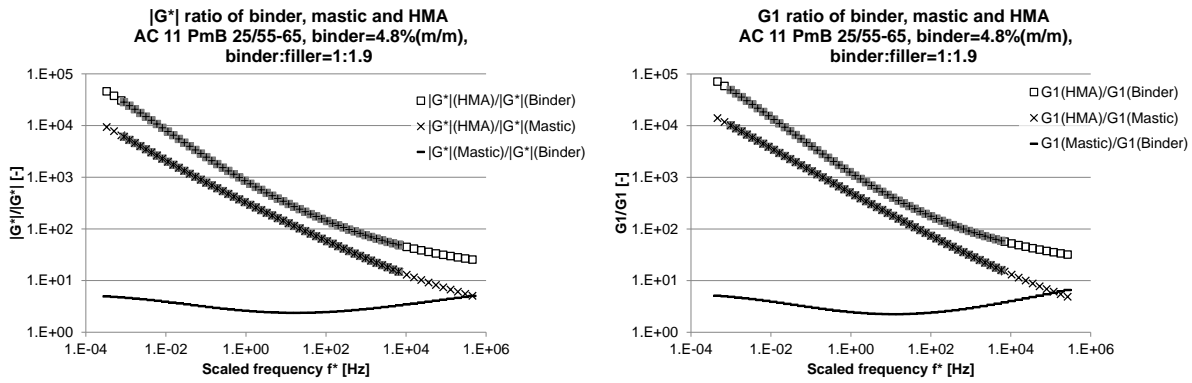 |G*| ratio of binder, mastic and HMA
AC 11 PmB 25/55-65, binder=4.8%(m/m),
binder:filler=1:1.9
1.E+05
1.E+04
1.E+03
1.E+02
1.E+01
1.E+00
|G*|/|G*| [-]
|G*|(HMA)/|G*|(Binder)
|G*|(HMA)/|G*|(Mastic)
|G*|(Mastic)/|G*|(Binder)
1.E-04 1.E-02 1.E+00 1.E+02 1.E+04 1.E+06
Scaled frequency f* [Hz]
G1 ratio of binder, mastic and HMA
AC 11 PmB 25/55-65, binder=4.8%(m/m),
binder:filler=1:1.9
1.E+05
1.E+04
1.E+03
1.E+02
1.E+01
1.E+00
G1/G1 [-]
G1(HMA)/G1(Binder)
G1(HMA)/G1(Mastic)
G1(Mastic)/G1(Binder)
1.E-04 1.E-02 1.E+00 1.E+02 1.E+04 1.E+06
Scaled frequency f* [Hz]